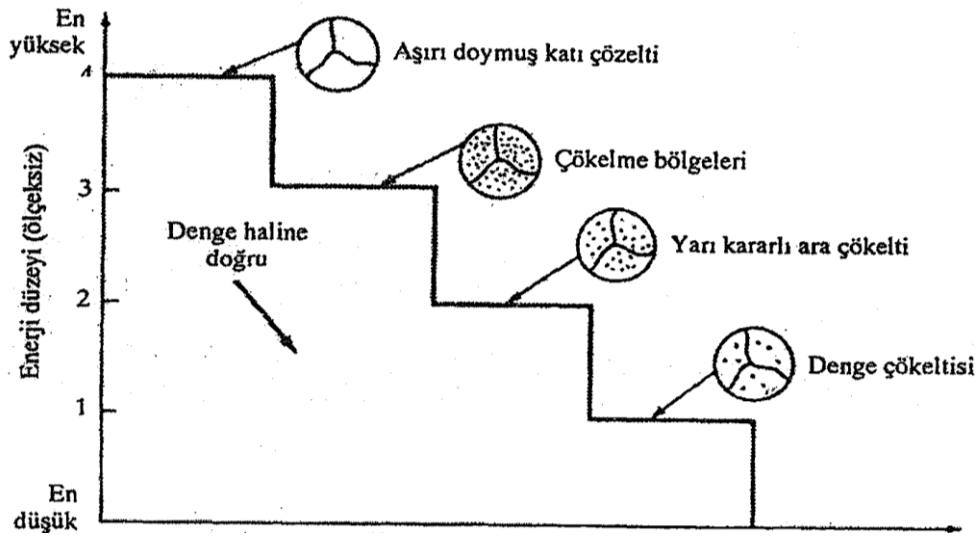 En
yüksek
4
Aşırı doymuş katı çözelti
Çökelme bölgeleri
3
Denge haline
doğru
Yarı kararlı ara çökelti
2
Denge çökeltisi
1
En
düşük
Enerji düzeyi (ölçeksiz)